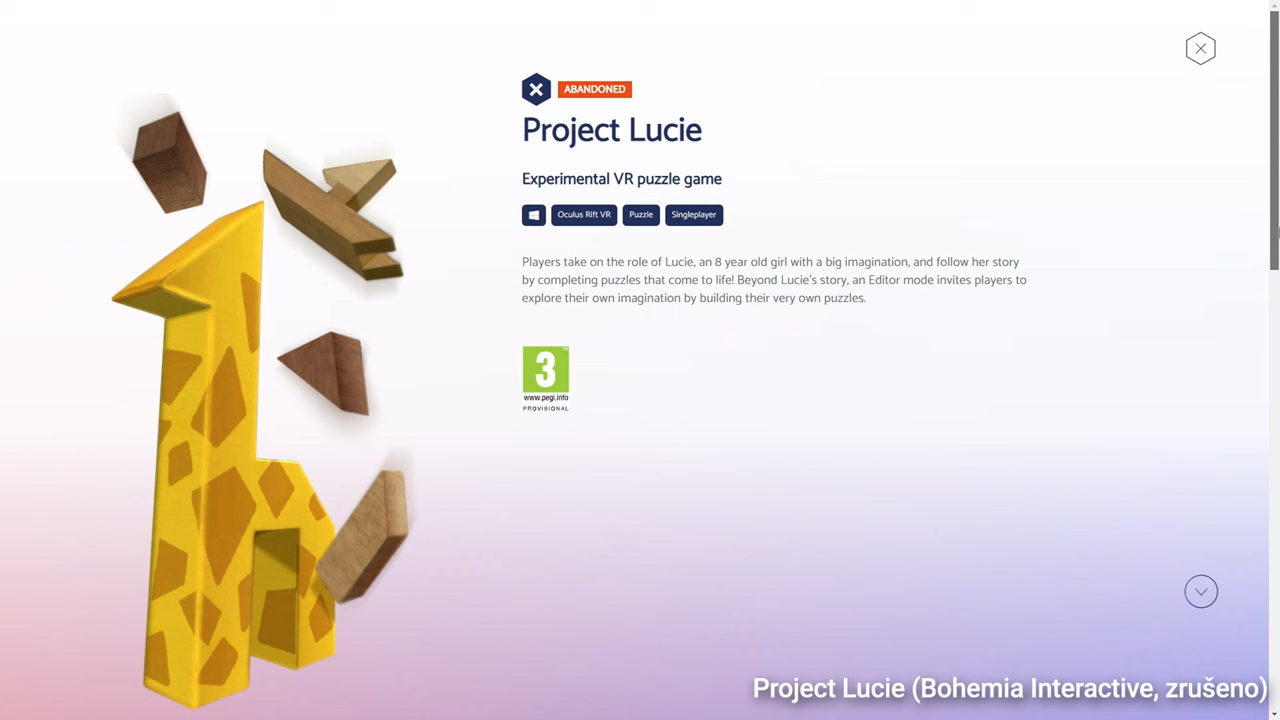 ABANDONED
Project Lucie
Experimental VR puzzle game
Oculus Rift VR Puzzle Singleplayer
Players take on the role of Lucie, an 8 year old girl with a big imagination, and follow her story
by completing puzzles that come to life! Beyond Lucie's story, an Editor mode invites players to
explore their own imagination by building their very own puzzles.
3
www.pegi.info
PROVISIONAL
Project Lucie (Bohemia Interactive, zrušeno)